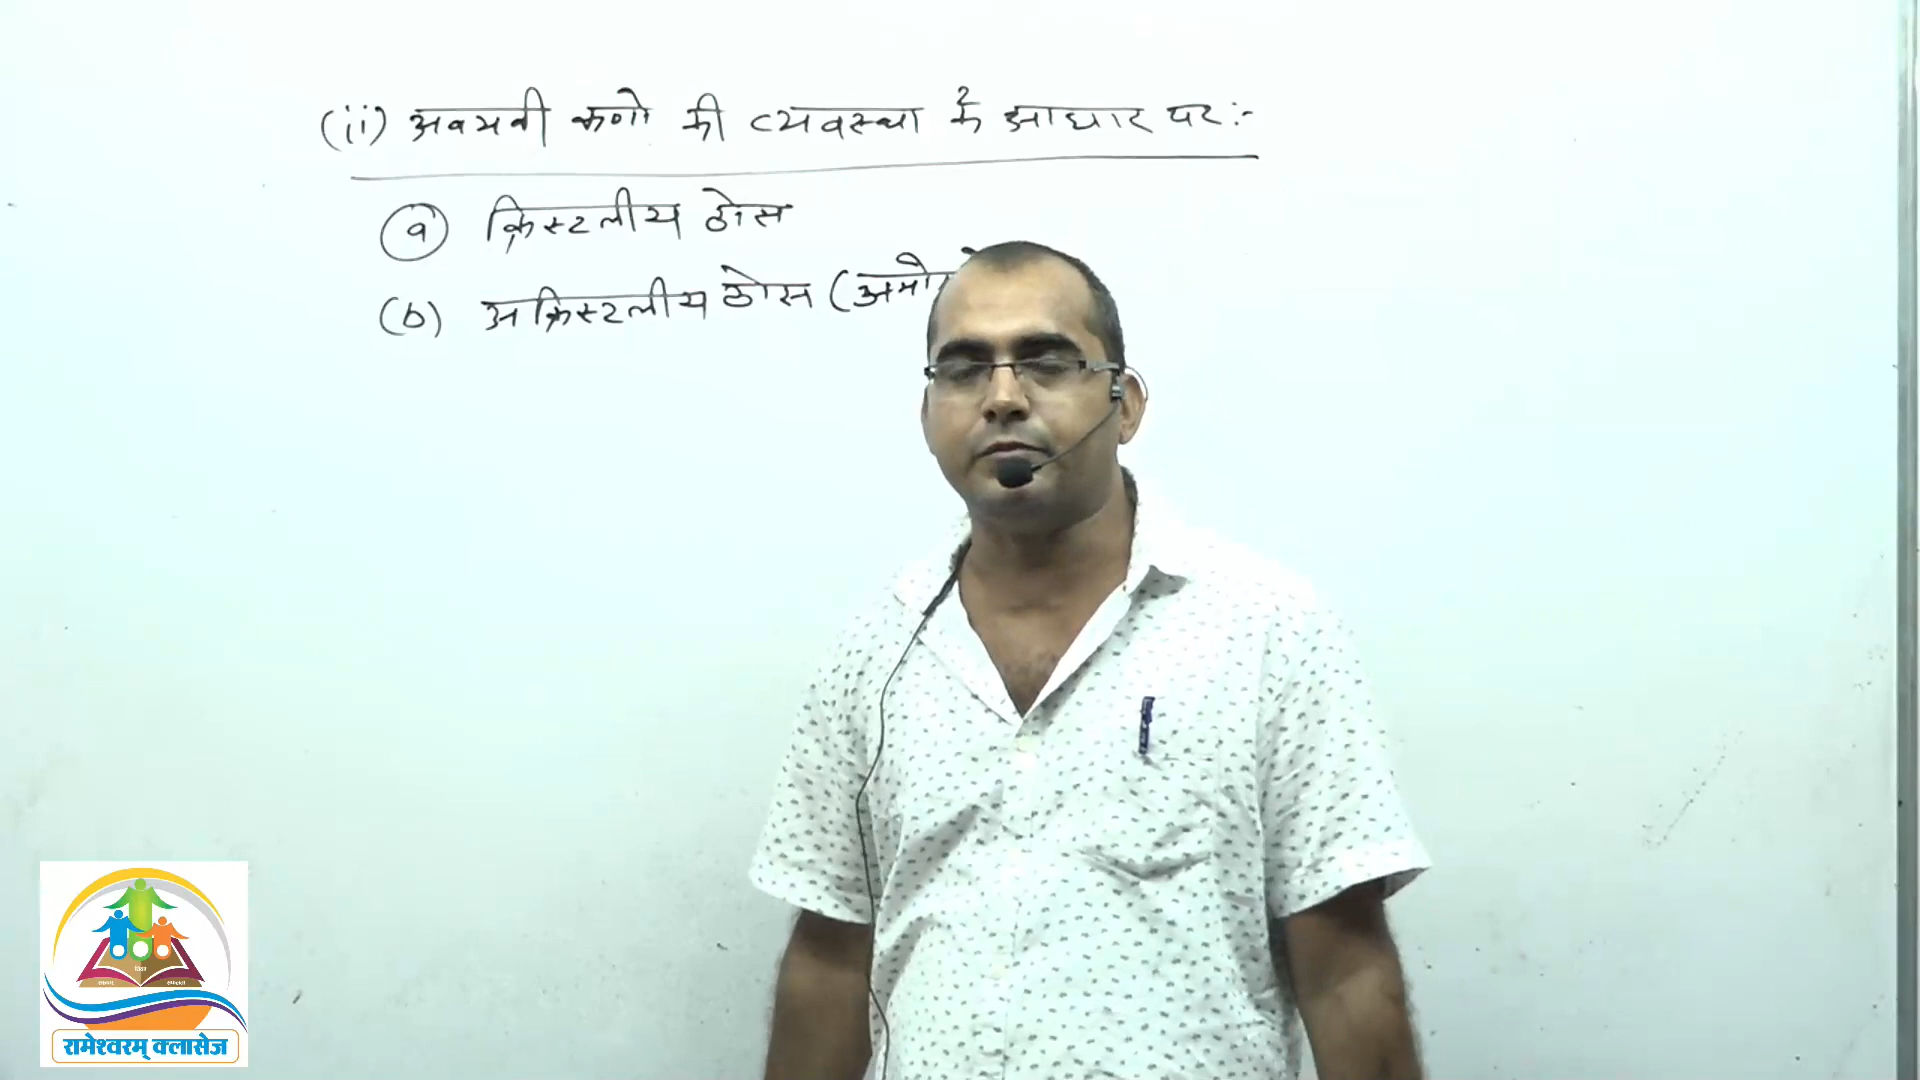 (ii) अवयवी कणो की व्यवस्था के आधार पर :-
(a) क्रिस्टलीय ठोस
(b) अक्रिस्टलीय ठोस
रामेश्वरम् क्लासेज